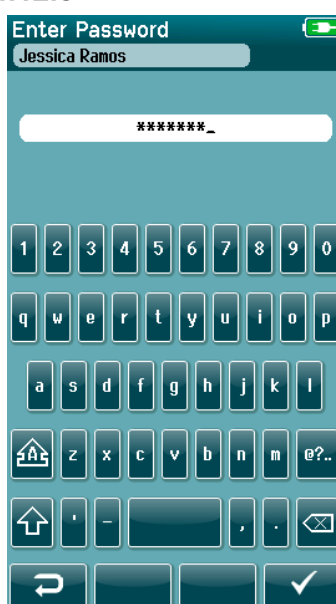 Enter Password
Jessica Ramos
*******_
1 2 3 4 5 6 7 8 9 0
q w e r t y u i o p
a s d f g h j k l
A z x c v b n m @?..
' - , .